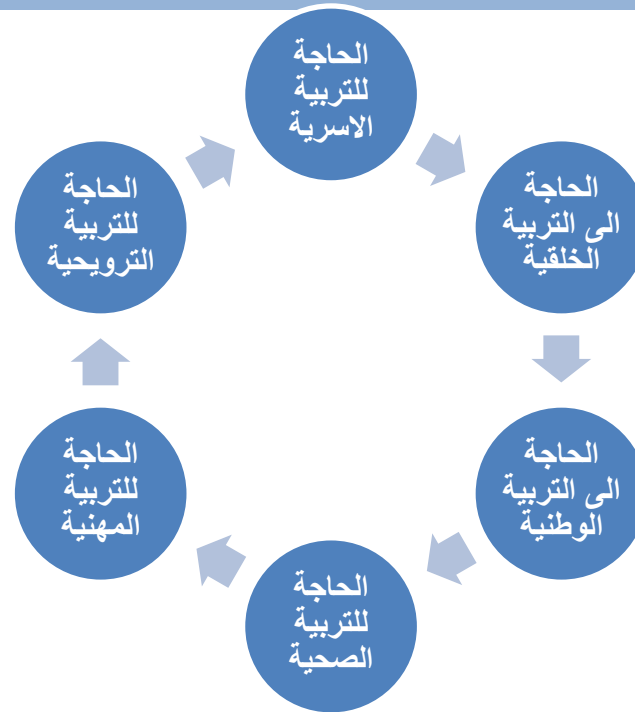 الحاجة
للتربية
الاسرية
الحاجة
الى التربية
الخلقية
الحاجة
الى التربية
الوطنية
الحاجة
للتربية
الصحية
الحاجة
للتربية
المهنية
الحاجة
للتربية
الترويحية